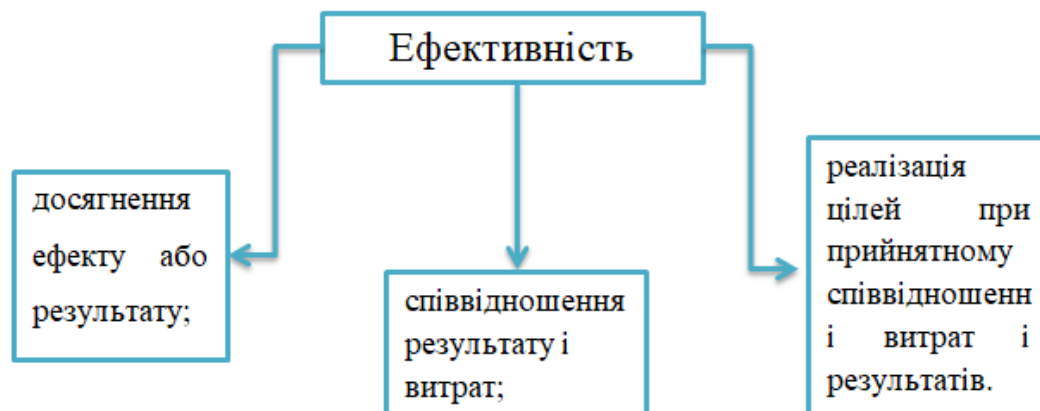 Ефективність
досягнення
ефекту або
результату;
співвідношення
результату і
витрат;
реалізація
цілей при
прийнятному
співвідношенн
і витрат і
результатів.